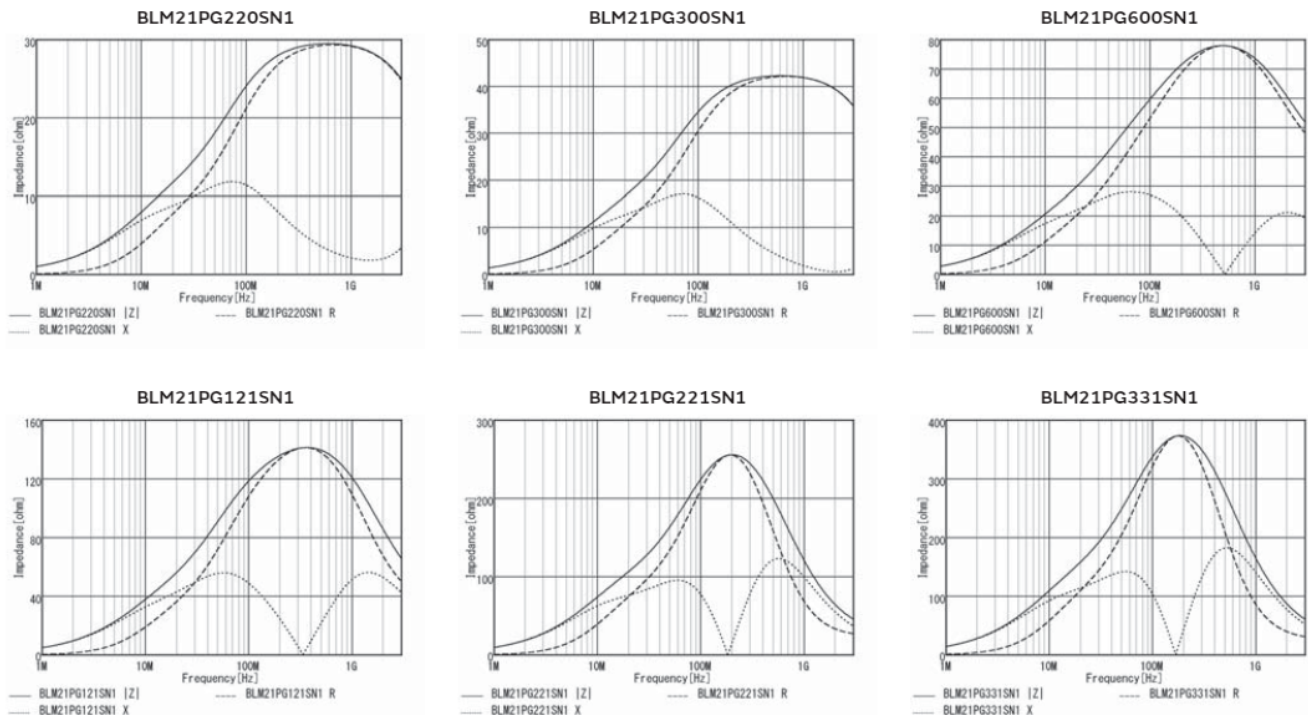 BLM21PG220SN1
30
20
10
0
Impedance[ohm]
1M 10M 100M 1G
Frequency[Hz]
BLM21PG220SN1 |Z| BLM21PG220SN1 R
BLM21PG220SN1 X
BLM21PG300SN1
50
40
30
20
10
0
Impedance[ohm]
1M 10M 100M 1G
Frequency[Hz]
BLM21PG300SN1 |Z| BLM21PG300SN1 R
BLM21PG300SN1 X
BLM21PG600SN1
80
70
60
50
40
30
20
10
0
Impedance[ohm]
1M 10M 100M 1G
Frequency[Hz]
BLM21PG600SN1 |Z| BLM21PG600SN1 R
BLM21PG600SN1 X
BLM21PG121SN1
160
120
80
40
0
Impedance[ohm]
1M 10M 100M 1G
Frequency[Hz]
BLM21PG121SN1 |Z| BLM21PG121SN1 R
BLM21PG121SN1 X
BLM21PG221SN1
300
200
100
0
Impedance[ohm]
1M 10M 100M 1G
Frequency[Hz]
BLM21PG221SN1 |Z| BLM21PG221SN1 R
BLM21PG221SN1 X
BLM21PG331SN1
400
300
200
100
0
Impedance[ohm]
1M 10M 100M 1G
Frequency[Hz]
BLM21PG331SN1 |Z| BLM21PG331SN1 R
BLM21PG331SN1 X